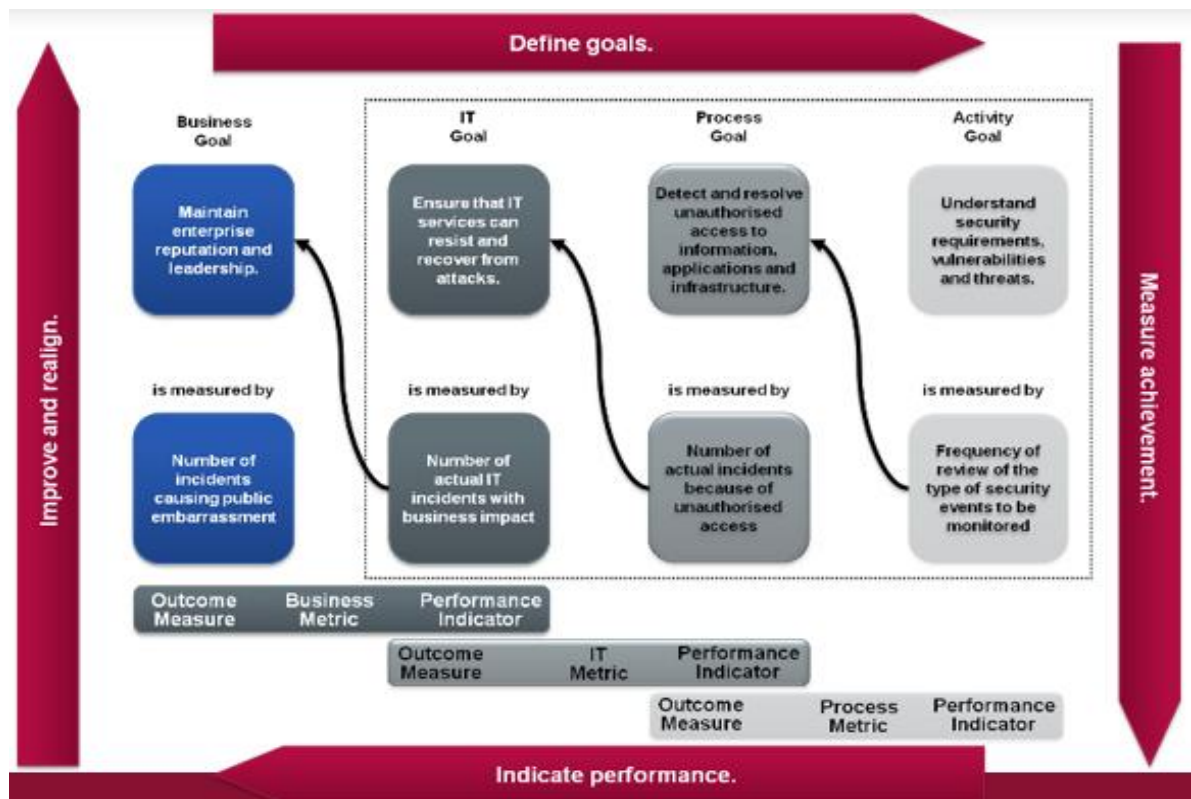 Define goals.
Business
Goal
IT
Goal
Process
Goal
Activity
Goal
Maintain
enterprise
reputation and
leadership.
Ensure that IT
services can
resist and
recover from
attacks.
Detect and resolve
unauthorised
access to
information,
applications and
infrastructure.
Understand
security
requirements,
vulnerabilities
and threats.
is measured by
is measured by
is measured by
is measured by
Number of
incidents
causing public
embarrassment
Number of
actual IT
incidents with
business impact
Number of
actual incidents
because of
unauthorised
access
Frequency of
review of the
type of security
events to be
monitored
Outcome
Measure
Business
Metric
Performance
Indicator
Outcome
Measure
IT
Metric
Performance
Indicator
Outcome
Measure
Process
Metric
Performance
Indicator
Improve and realign.
Measure achievement.
Indicate performance.